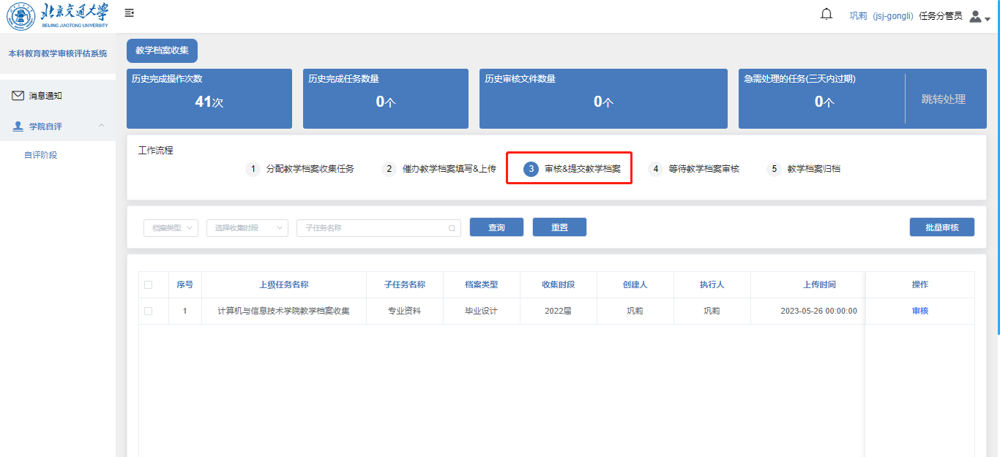 北京交通大学
BEIJING JIAOTONG UNIVERSITY
巩莉 (jsj-gongli) 任务分管员
本科教育教学审核评估系统
消息通知
学院自评
自评阶段
教学档案收集
历史完成操作次数
41次
历史完成任务数量
0个
历史审核文件数量
0个
急需处理的任务(三天内过期)
0个
跳转处理
工作流程
1 分配教学档案收集任务
2 催办教学档案填写&上传
3 审核&提交教学档案
4 等待教学档案审核
5 教学档案归档
档案类型 选择收集时段 子任务名称 查询 重置 批量审核
序号 上级任务名称 子任务名称 档案类型 收集时段 创建人 执行人 上传时间 操作
1 计算机与信息技术学院教学档案收集 专业资料 毕业设计 2022届 巩莉 巩莉 2023-05-26 00:00:00 审核